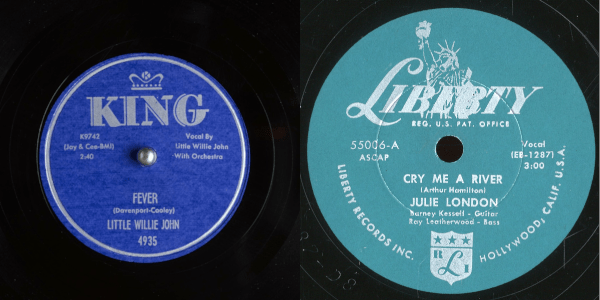 K
KING
K9742
(Jay & Cee-BMI)
2:40
Vocal By
Little Willie John
With Orchestra
FEVER
(Davenport-Cooley)
LITTLE WILLIE JOHN
4935
Liberty
REG. U.S. PAT. OFFICE
55006-A
ASCAP
Vocal
(EB-1287)
3:00
CRY ME A RIVER
(Arthur Hamilton)
JULIE LONDON
Barney Kessell - Guitar
Ray Leatherwood - Bass
LIBERTY RECORDS INC. HOLLYWOOD, CALIF. U.S.A.
R L I